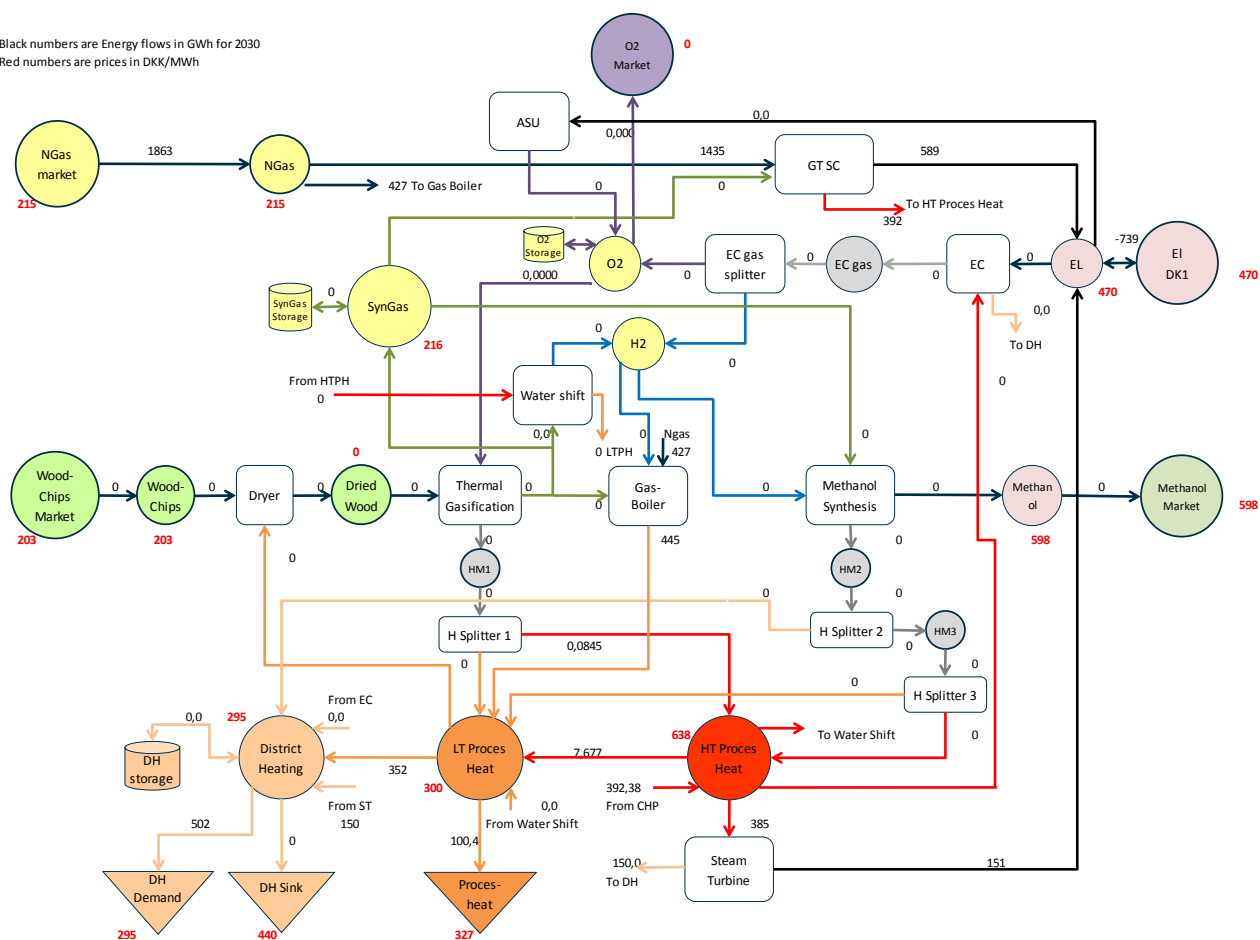 Black numbers are Energy flows in GWh for 2030
Red numbers are prices in DKK/MWh
O2
Market
0
ASU
0,0
0,000
NGas
market
215
1863
NGas
215
427 To Gas Boiler
1435
0
0
GT SC
589
To HT Proces Heat
392
O2
Storage
O2
0,0000
0
EC gas
splitter
0
EC gas
0
EC
0
EL
470
-739
El
DK1
470
0,0
To DH
SynGas
Storage
0
SynGas
216
0
H2
0
From HTPH
0
Water shift
0,0
0 LTPH
0
Ngas
427
0
0
Wood-
Chips
Market
203
0
Wood-
Chips
203
0
Dryer
0
0
Dried
Wood
0
Thermal
Gasification
0
0
Gas-
Boiler
0
Methanol
Synthesis
0
Methan
ol
598
0
Methanol
Market
598
0
0
445
0
HM1
HM2
0
0
H Splitter 1
0,0845
H Splitter 2
0
HM3
0
0
0
H Splitter 3
0
From EC
0,0
295
0,0
DH
storage
District
Heating
352
LT Proces
Heat
300
7,677
638
HT Proces
Heat
To Water Shift
From ST
150
0,0
From Water Shift
392,38
From CHP
502
0
100,4
385
150,0
To DH
Steam
Turbine
151
DH
Demand
295
DH Sink
440
Proces-
heat
327